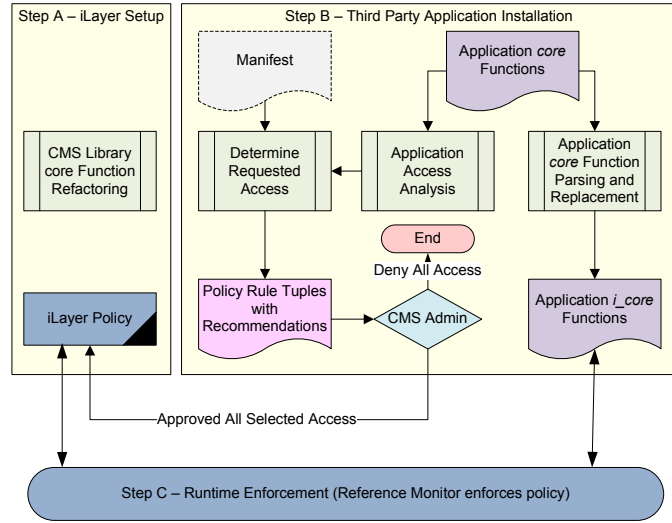 Step A – iLayer Setup
Step B – Third Party Application Installation
Manifest
Application core
Functions
CMS Library
core Function
Refactoring
Determine
Requested
Access
Application
Access
Analysis
Application
core Function
Parsing and
Replacement
End
Deny All Access
iLayer Policy
Policy Rule Tuples
with
Recommendations
CMS Admin
Application i_core
Functions
Approved All Selected Access
Step C – Runtime Enforcement (Reference Monitor enforces policy)